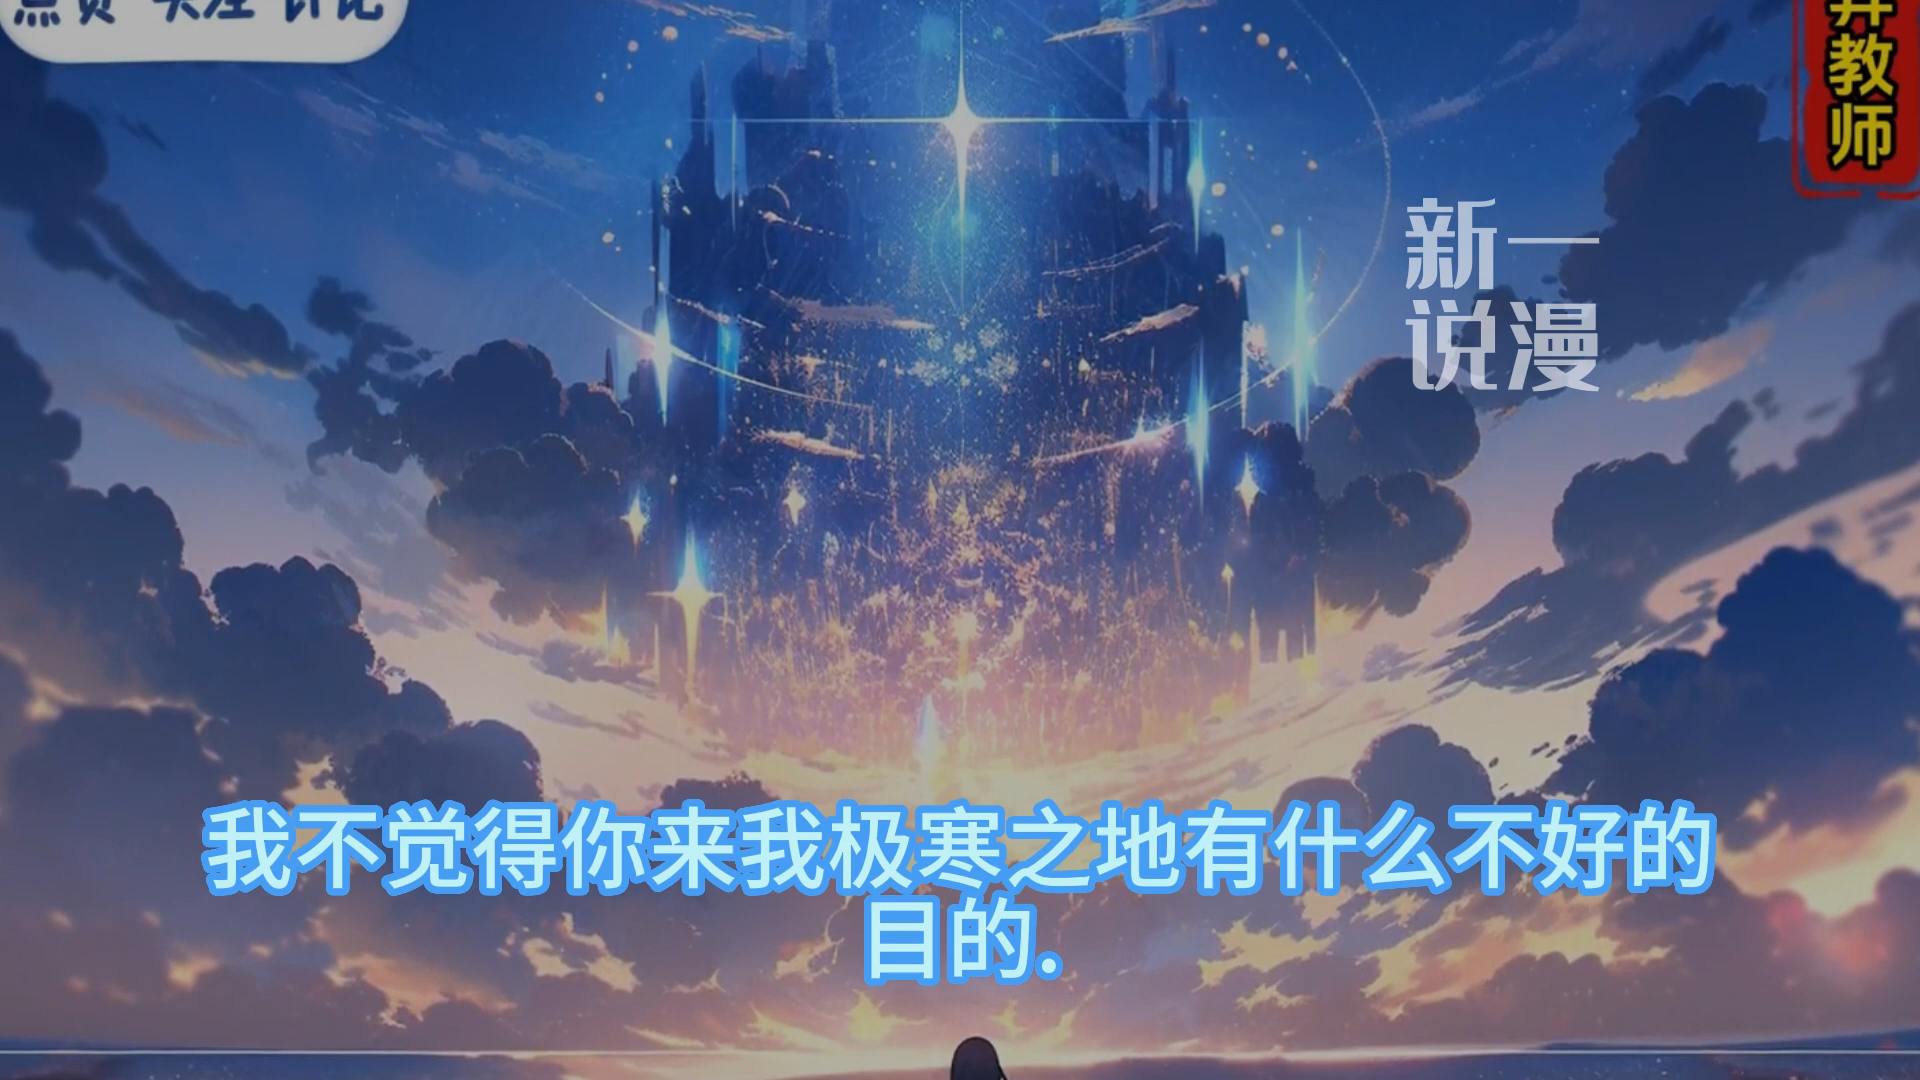 教师
新一
说漫
我不觉得你来我极寒之地有什么不好的
目的.